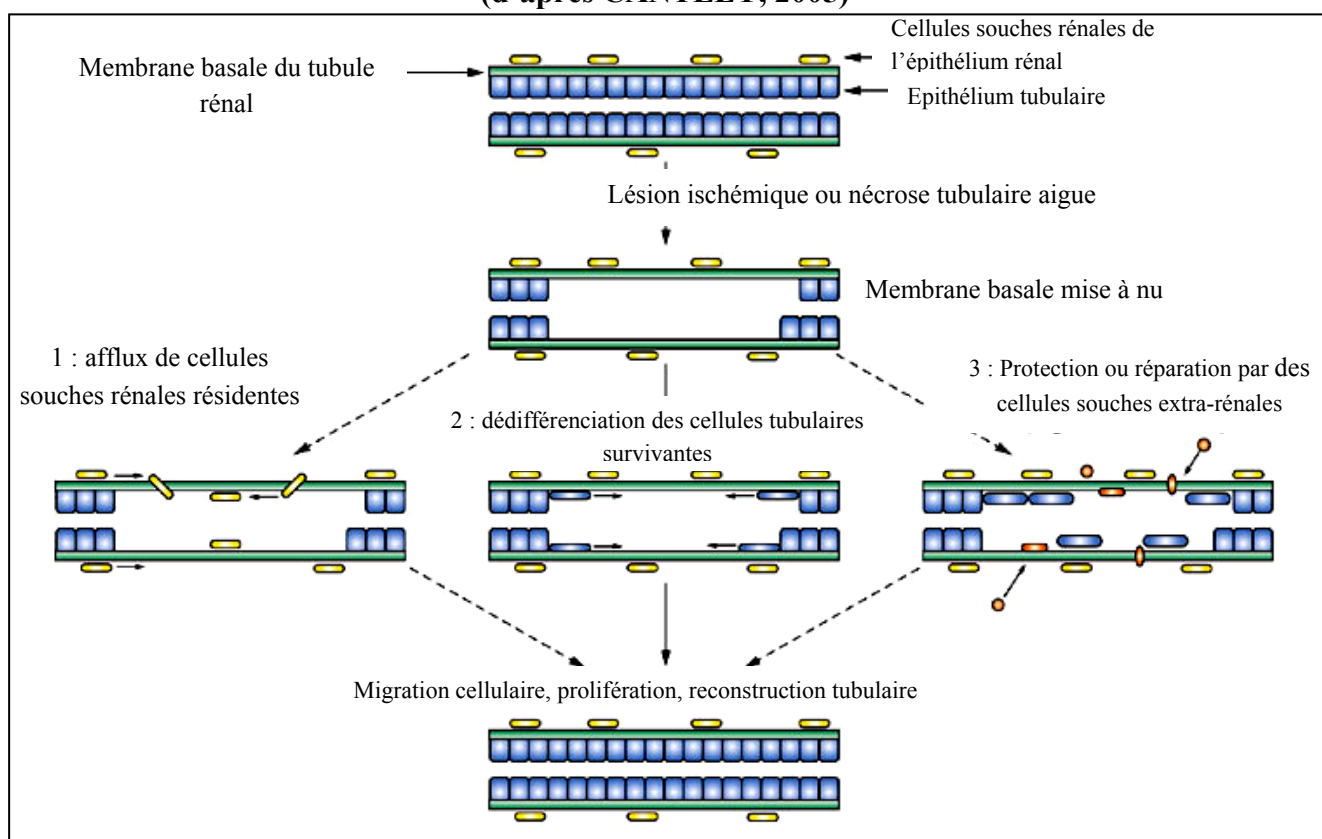 (d'après CANTLEY, 2005)
Cellules souches rénales de
l'épithélium rénal
Membrane basale du tubule
rénal
Epithélium tubulaire
Lésion ischémique ou nécrose tubulaire aigue
Membrane basale mise à nu
1 : afflux de cellules
souches rénales résidentes
2 : dédifférenciation des cellules tubulaires
survivantes
3 : Protection ou réparation par des
cellules souches extra-rénales
Migration cellulaire, prolifération, reconstruction tubulaire